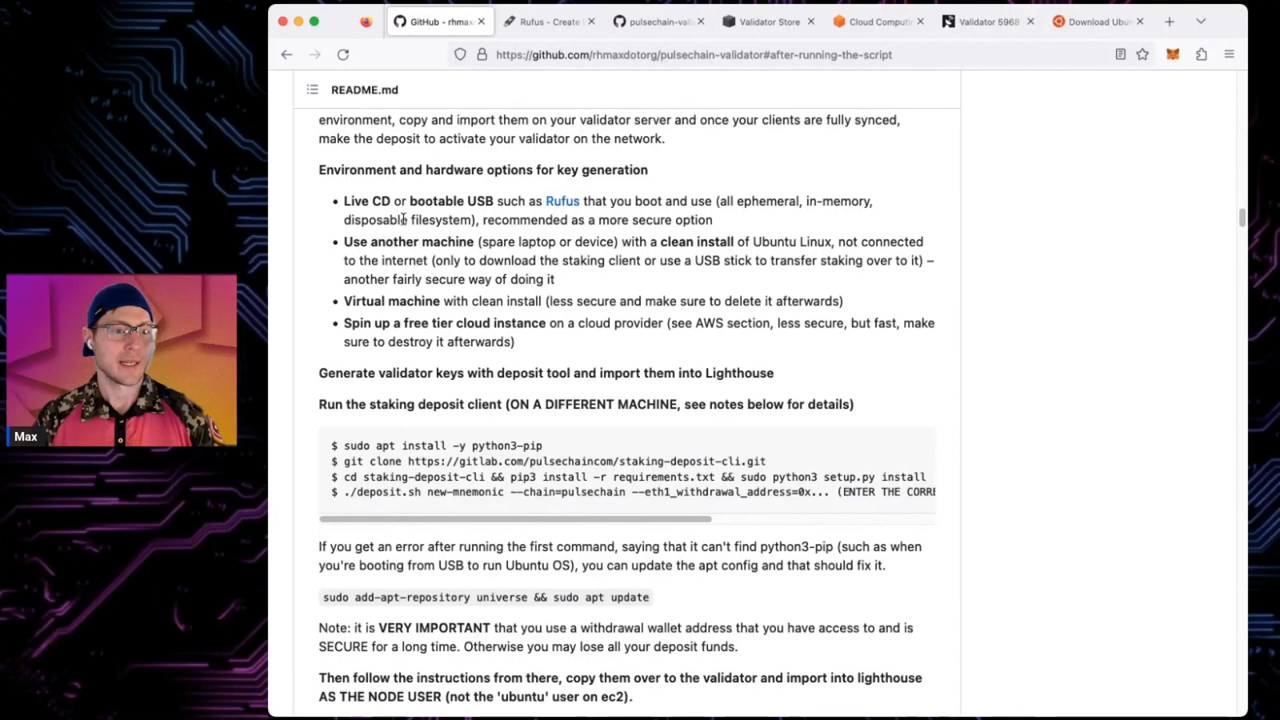 GitHub - rhmax
Rufus - Create
pulsechain-vali
Validator Store
Cloud Computin
Validator 5968
Download Ubun
https://github.com/rhmaxdotorg/pulsechain-validator#after-running-the-script
README.md
environment, copy and import them on your validator server and once your clients are fully synced,
make the deposit to activate your validator on the network.
Environment and hardware options for key generation
• Live CD or bootable USB such as Rufus that you boot and use (all ephemeral, in-memory,
disposable filesystem), recommended as a more secure option
• Use another machine (spare laptop or device) with a clean install of Ubuntu Linux, not connected
to the internet (only to download the staking client or use a USB stick to transfer staking over to it) –
another fairly secure way of doing it
• Virtual machine with clean install (less secure and make sure to delete it afterwards)
• Spin up a free tier cloud instance on a cloud provider (see AWS section, less secure, but fast, make
sure to destroy it afterwards)
Generate validator keys with deposit tool and import them into Lighthouse
Run the staking deposit client (ON A DIFFERENT MACHINE, see notes below for details)
$ sudo apt install -y python3-pip
$ git clone https://gitlab.com/pulsechaincom/staking-deposit-cli.git
$ cd staking-deposit-cli && pip3 install -r requirements.txt && sudo python3 setup.py install
$ ./deposit.sh new-mnemonic --chain=pulsechain --eth1_withdrawal_address=0x... (ENTER THE CORRE
If you get an error after running the first command, saying that it can't find python3-pip (such as when
you're booting from USB to run Ubuntu OS), you can update the apt config and that should fix it.
sudo add-apt-repository universe && sudo apt update
Note: it is VERY IMPORTANT that you use a withdrawal wallet address that you have access to and is
SECURE for a long time. Otherwise you may lose all your deposit funds.
Then follow the instructions from there, copy them over to the validator and import into lighthouse
AS THE NODE USER (not the 'ubuntu' user on ec2).
Max